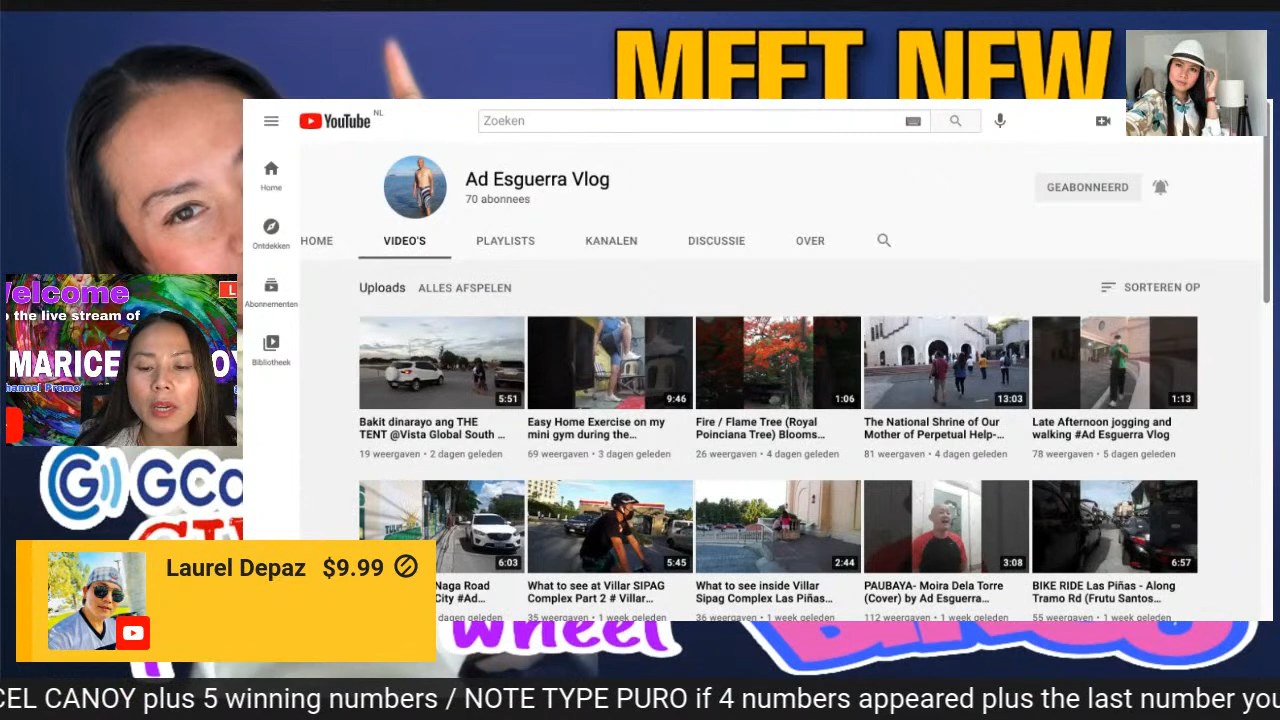 MEET NEW
YouTube NL
Zoeken
Home
Ontdekken
Abonnementen
Bibliotheek
Ad Esguerra Vlog
70 abonnees
GEABONNEERD
HOME VIDEO'S PLAYLISTS KANALEN DISCUSSIE OVER
Uploads ALLES AFSPELEN SORTEREN OP
5:51
Bakit dinarayo ang THE
TENT @Vista Global South ...
19 weergaven • 2 dagen geleden
9:46
Easy Home Exercise on my
mini gym during the...
69 weergaven • 3 dagen geleden
1:06
Fire / Flame Tree (Royal
Poinciana Tree) Blooms...
26 weergaven • 4 dagen geleden
13:03
The National Shrine of Our
Mother of Perpetual Help-...
81 weergaven • 4 dagen geleden
1:13
Late Afternoon jogging and
walking #Ad Esguerra Vlog
78 weergaven • 5 dagen geleden
6:03
Naga Road
City #Ad...
dagen geleden
5:45
What to see at Villar SIPAG
Complex Part 2 # Villar...
35 weergaven • 1 week geleden
2:44
What to see inside Villar
Sipag Complex Las Piñas...
36 weergaven • 1 week geleden
3:08
PAUBAYA- Moira Dela Torre
(Cover) by Ad Esguerra...
112 weergaven • 1 week geleden
6:57
BIKE RIDE Las Piñas - Along
Tramo Rd (Frutu Santos...
55 weergaven • 1 week geleden
Welcome
o the live stream of
MARICE
hannel Promo
GCa
Laurel Depaz $9.99
wheel
CEL CANOY plus 5 winning numbers / NOTE TYPE PURO if 4 numbers appeared plus the last number you